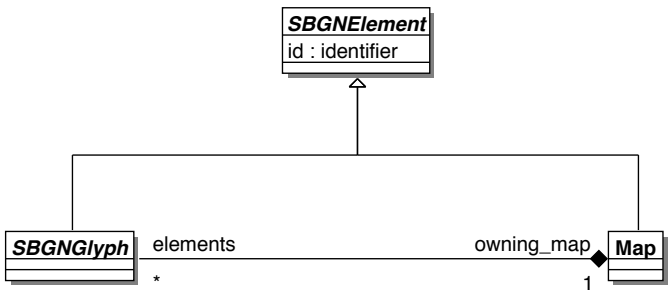 SBGNElement
id : identifier
SBGNGlyph
elements
owning_map
Map
*
1